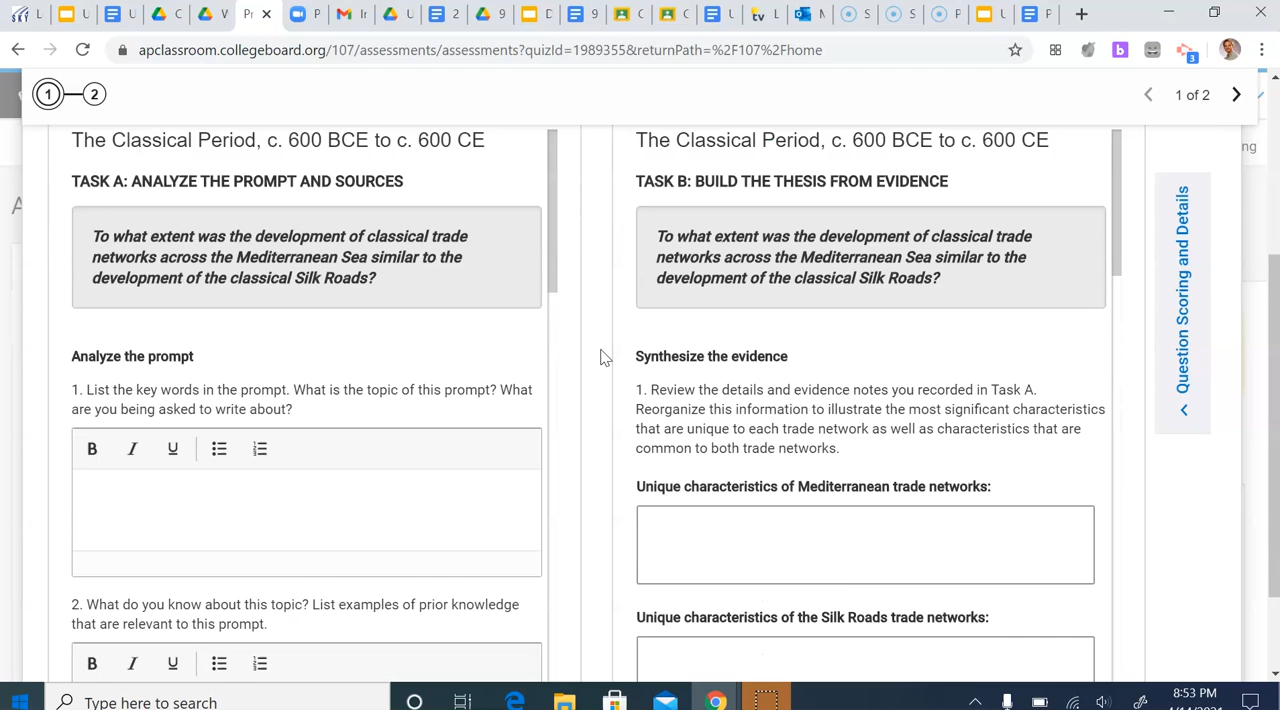 L
U
U
C
V
Pr
P
Ir
U
2
9
D
9
C
C
U
L
N
S
S
P
U
P
apclassroom.collegeboard.org/107/assessments/assessments?quizId=1989355&returnPath=%2F107%2Fhome
b
3
1
2
1 of 2
ng
A
The Classical Period, c. 600 BCE to c. 600 CE
TASK A: ANALYZE THE PROMPT AND SOURCES
To what extent was the development of classical trade
networks across the Mediterranean Sea similar to the
development of the classical Silk Roads?
Analyze the prompt
1. List the key words in the prompt. What is the topic of this prompt? What
are you being asked to write about?
B I U
2. What do you know about this topic? List examples of prior knowledge
that are relevant to this prompt.
B I U
The Classical Period, c. 600 BCE to c. 600 CE
TASK B: BUILD THE THESIS FROM EVIDENCE
To what extent was the development of classical trade
networks across the Mediterranean Sea similar to the
development of the classical Silk Roads?
Synthesize the evidence
1. Review the details and evidence notes you recorded in Task A.
Reorganize this information to illustrate the most significant characteristics
that are unique to each trade network as well as characteristics that are
common to both trade networks.
Unique characteristics of Mediterranean trade networks:
Unique characteristics of the Silk Roads trade networks:
Question Scoring and Details
Type here to search
8:53 PM